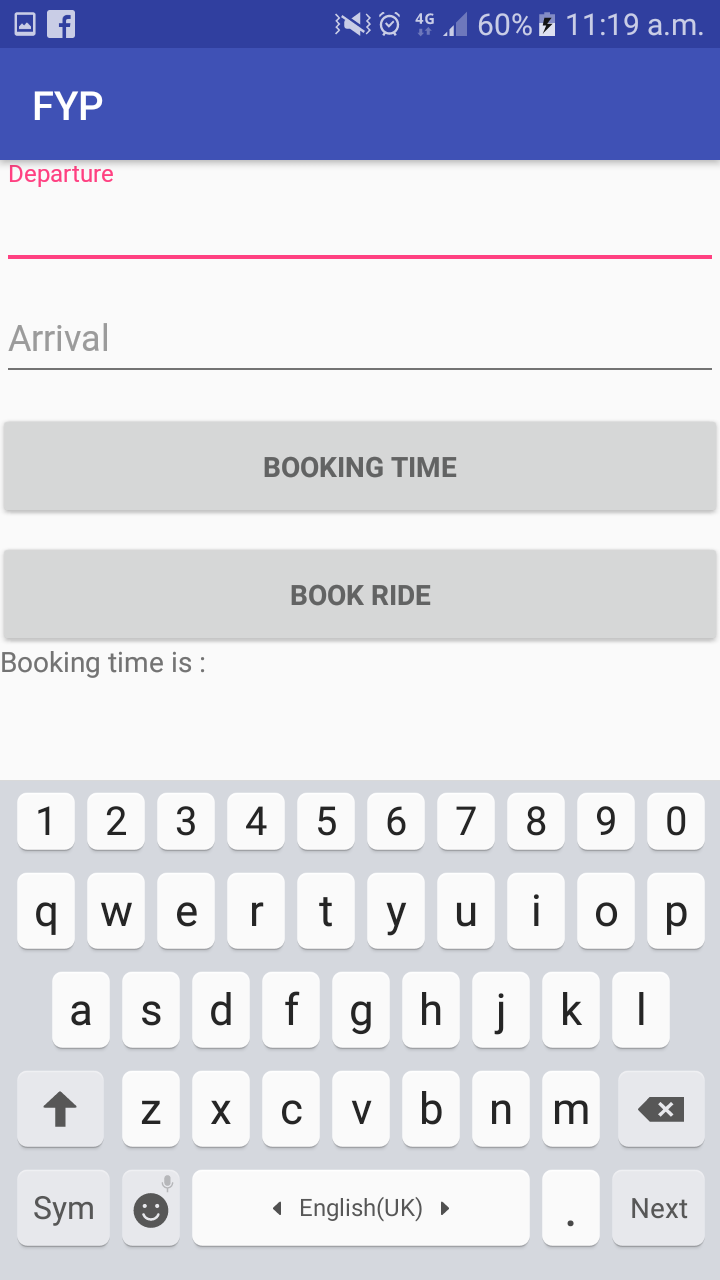 4G 60% 11:19 a.m.
FYP
Departure
Arrival
BOOKING TIME
BOOK RIDE
Booking time is :
1 2 3 4 5 6 7 8 9 0
q w e r t y u i o p
a s d f g h j k l
z x c v b n m
Sym English(UK) . Next